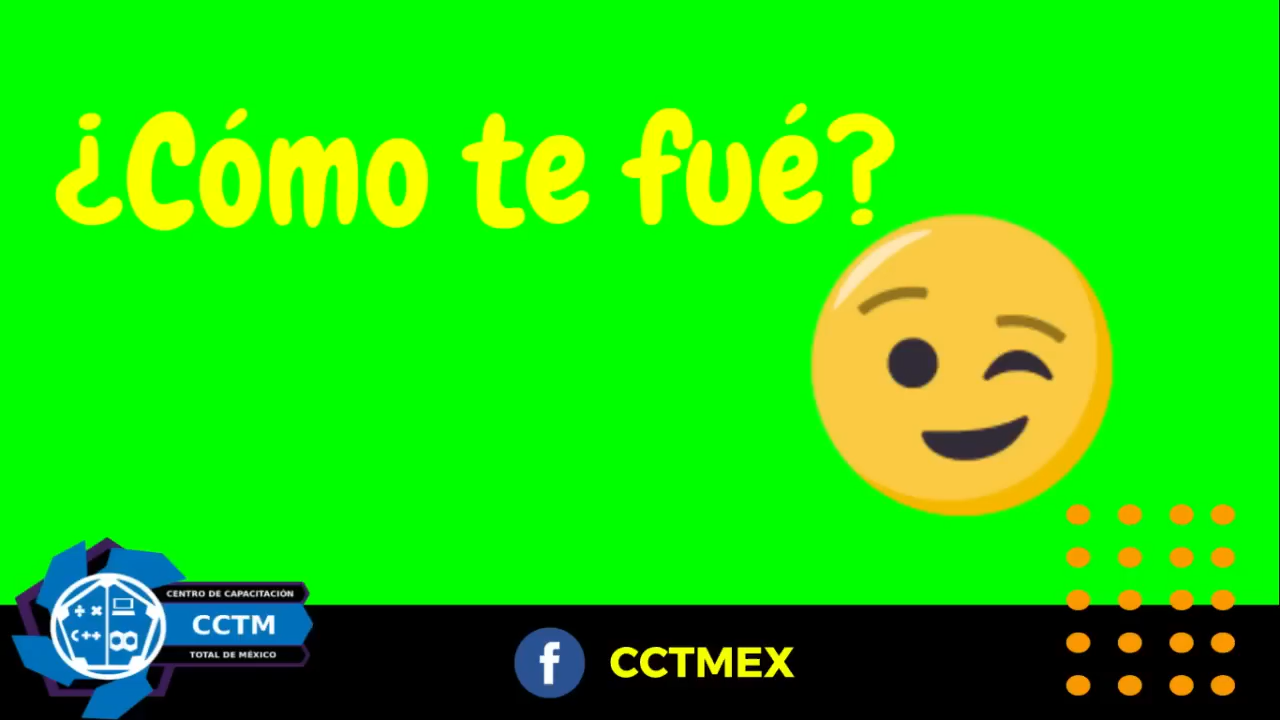 ¿Cómo te fué?
CENTRO DE CAPACITACIÓN
CCTM
C++
TOTAL DE MÉXICO
f CCTMEX